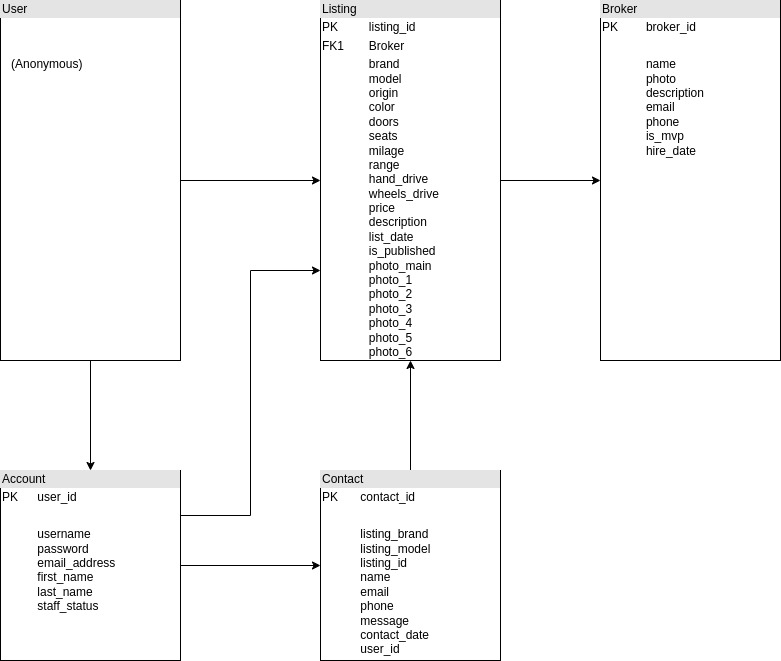 User
(Anonymous)
Listing
PK listing_id
FK1 Broker
brand
model
origin
color
doors
seats
milage
range
hand_drive
wheels_drive
price
description
list_date
is_published
photo_main
photo_1
photo_2
photo_3
photo_4
photo_5
photo_6
Broker
PK broker_id
name
photo
description
email
phone
is_mvp
hire_date
Account
PK user_id
username
password
email_address
first_name
last_name
staff_status
Contact
PK contact_id
listing_brand
listing_model
listing_id
name
email
phone
message
contact_date
user_id